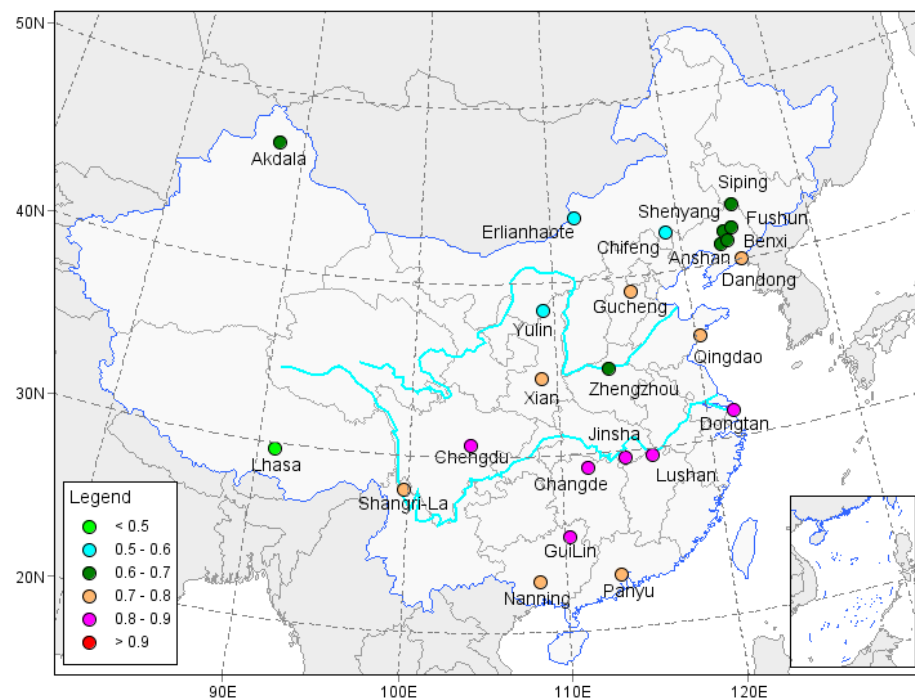 50N
40N
30N
20N
90E
100E
110E
120E
Akdala
Siping
Shenyang
Fushun
Erlianhaote
Chifeng
Benxi
Anshan
Dandong
Gucheng
Yulin
Qingdao
Zhengzhou
Xian
Dongtan
Jinsha
Chengdu
Lhasa
Changde
Lushan
Shangri-La
GuiLin
Nanning
Panyu
Legend
< 0.5
0.5 - 0.6
0.6 - 0.7
0.7 - 0.8
0.8 - 0.9
> 0.9